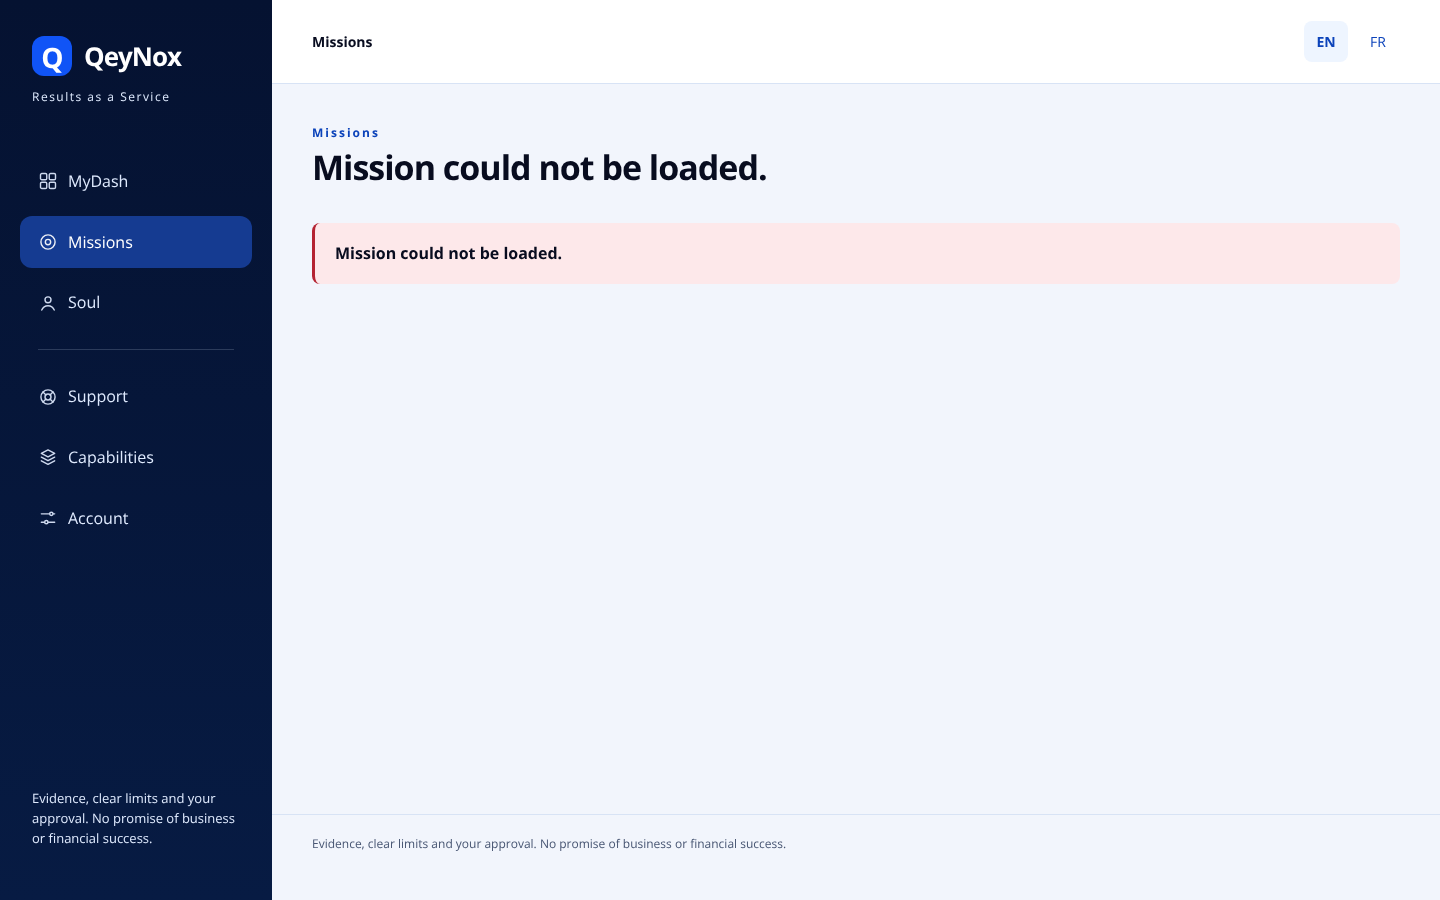 Q QeyNox
Results as a Service
MyDash
Missions
Soul
Support
Capabilities
Account
Evidence, clear limits and your
approval. No promise of business
or financial success.
Missions
EN FR
Missions
Mission could not be loaded.
Mission could not be loaded.
Evidence, clear limits and your approval. No promise of business or financial success.